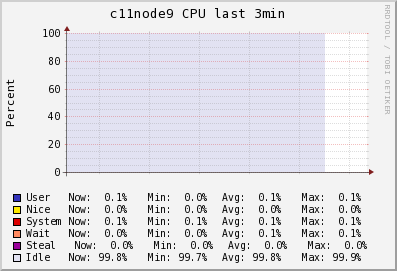 c11node9 CPU last 3min
RRDTOOL / TOBI OETIKER
Percent
100
80
60
40
20
0
User Now: 0.1% Min: 0.0% Avg: 0.1% Max: 0.1%
Nice Now: 0.0% Min: 0.0% Avg: 0.0% Max: 0.0%
System Now: 0.1% Min: 0.1% Avg: 0.1% Max: 0.1%
Wait Now: 0.0% Min: 0.0% Avg: 0.0% Max: 0.0%
Steal Now: 0.0% Min: 0.0% Avg: 0.0% Max: 0.0%
Idle Now: 99.8% Min: 99.7% Avg: 99.8% Max: 99.9%